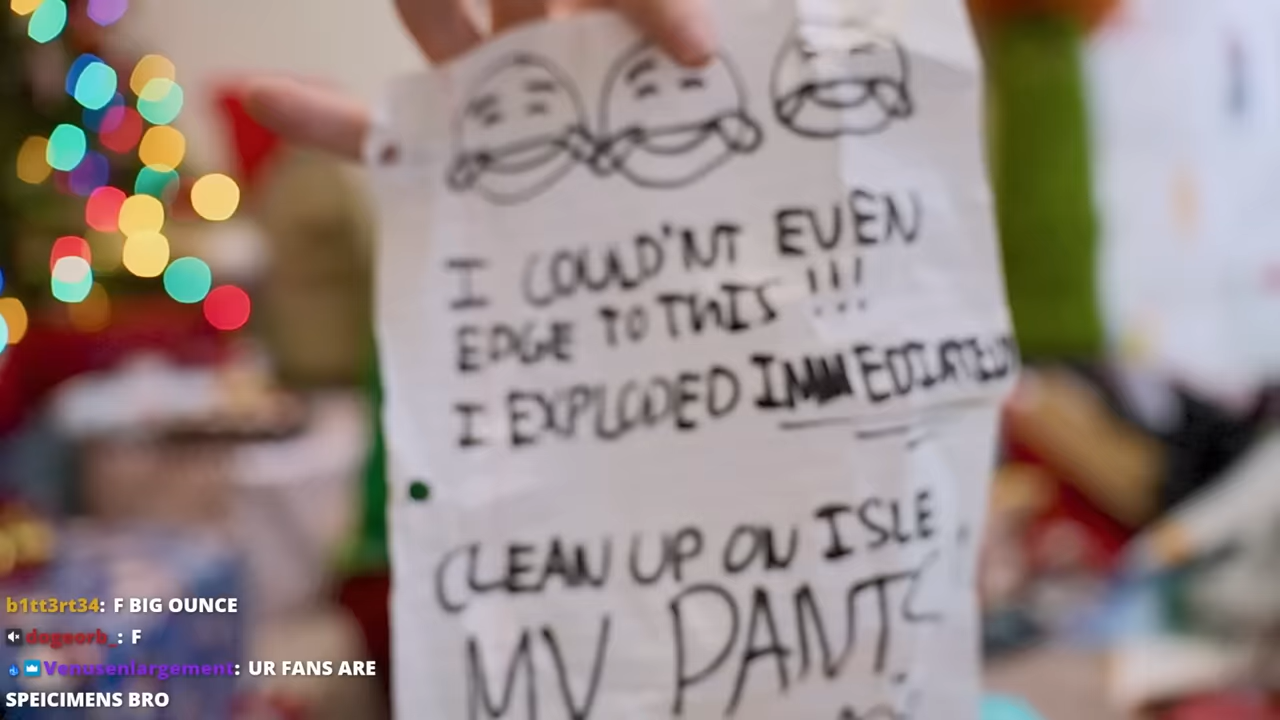 I COULD'NT EVEN
EDGE TO THIS !!!
I EXPLODED IMMEDIATELY
CLEAN UP ON ISLE
MY PANTS
b1tt3rt34: F BIG OUNCE
dogsorb_: F
Venusenlargement: UR FANS ARE
SPEICIMENS BRO